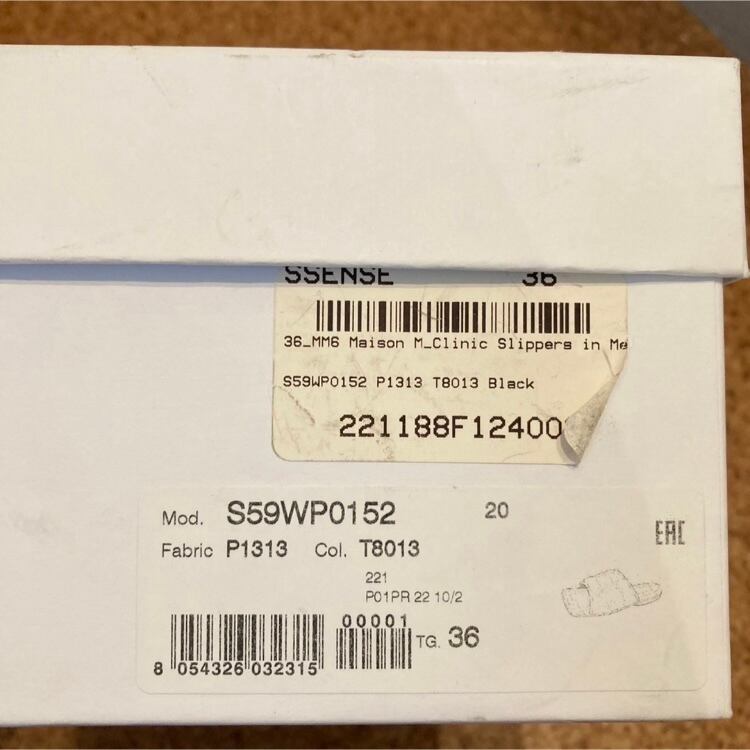 SSENSE 36
36_MM6 Maison M_Clinic Slippers in Me
S59WP0152 P1313 T8013 Black
221188F12400
Mod. S59WP0152 20
Fabric P1313 Col. T8013
EAC
221
P01PR 22 10/2
00001
TG. 36
8 054326 032315